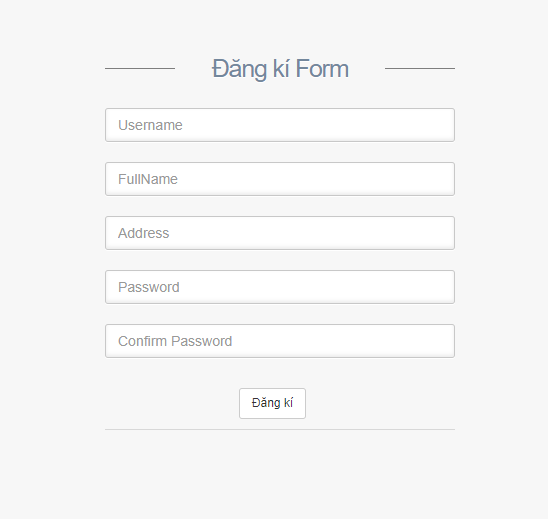 Đăng kí Form
Username
FullName
Address
Password
Confirm Password
Đăng kí